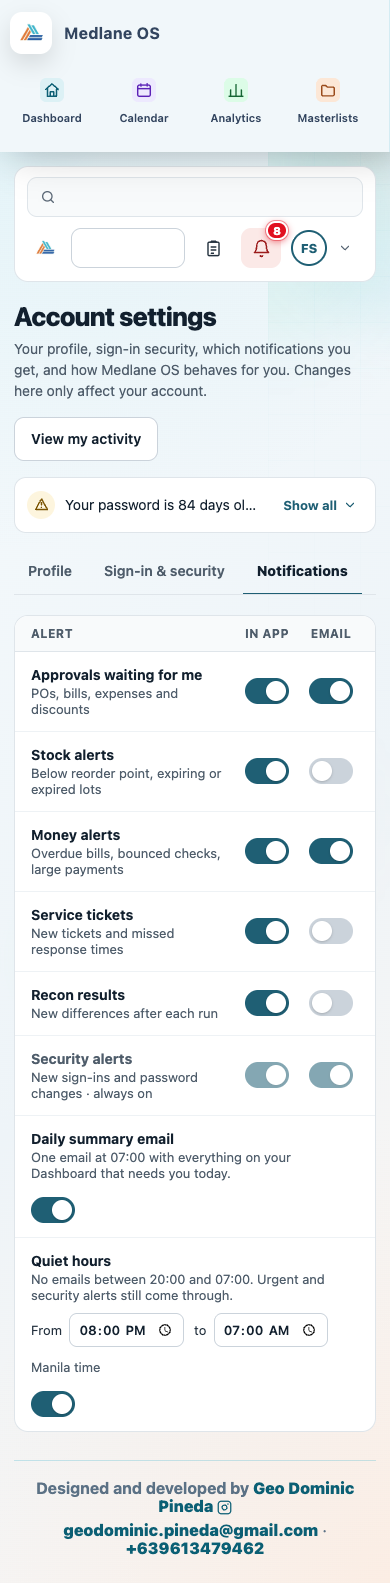 Medlane OS
Dashboard
Calendar
Analytics
Masterlists
8
FS
Account settings
Your profile, sign-in security, which notifications you
get, and how Medlane OS behaves for you. Changes
here only affect your account.
View my activity
Your password is 84 days ol...
Show all
Profile
Sign-in & security
Notifications
ALERT
IN APP
EMAIL
Approvals waiting for me
POs, bills, expenses and
discounts
Stock alerts
Below reorder point, expiring or
expired lots
Money alerts
Overdue bills, bounced checks,
large payments
Service tickets
New tickets and missed
response times
Recon results
New differences after each run
Security alerts
New sign-ins and password
changes · always on
Daily summary email
One email at 07:00 with everything on your
Dashboard that needs you today.
Quiet hours
No emails between 20:00 and 07:00. Urgent and
security alerts still come through.
From 08:00 PM to 07:00 AM
Manila time
Designed and developed by Geo Dominic
Pineda
geodominic.pineda@gmail.com ·
+639613479462